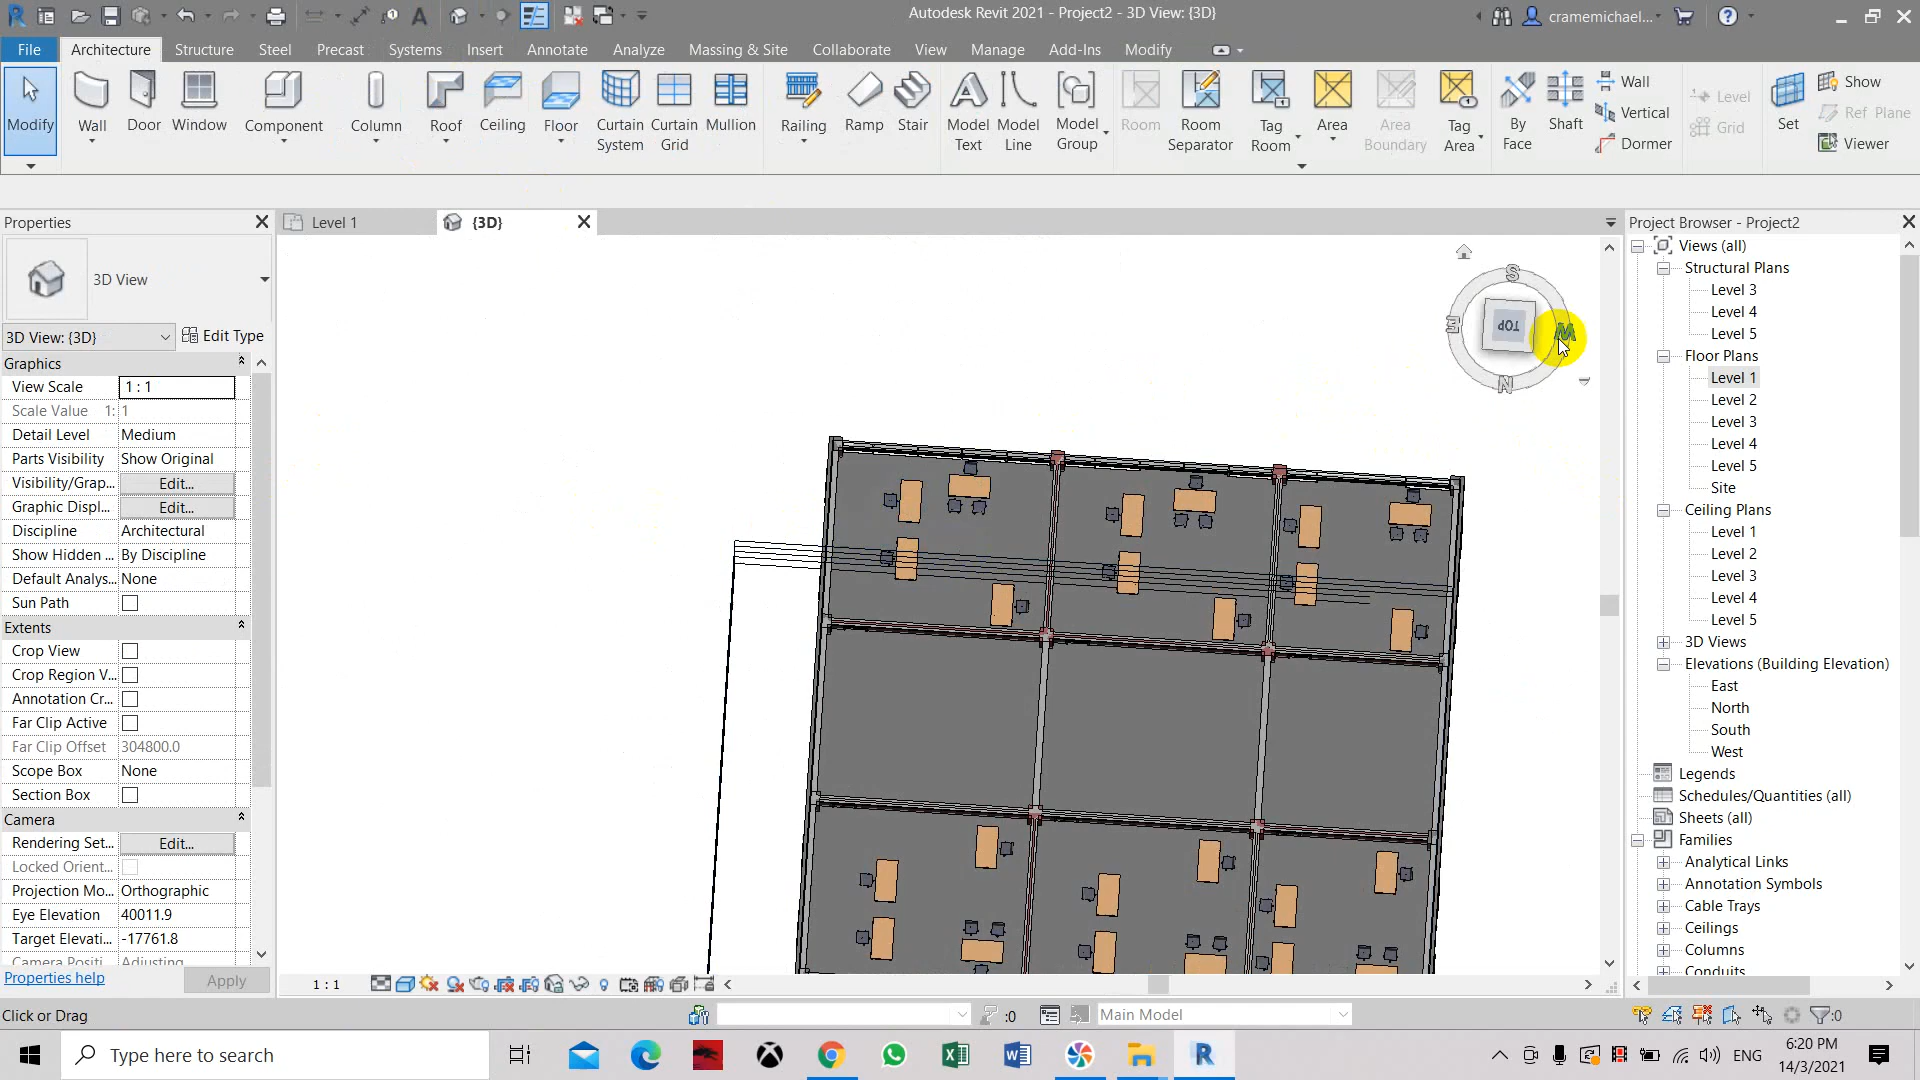 Autodesk Revit 2021 - Project2 - 3D View: {3D}
cramemichael...
File Architecture Structure Steel Precast Systems Insert Annotate Analyze Massing & Site Collaborate View Manage Add-Ins Modify
Modify
Wall
Door
Window
Component
Column
Roof
Ceiling
Floor
Curtain System
Curtain Grid
Mullion
Railing
Ramp
Stair
Model Text
Model Line
Model Group
Room
Room Separator
Tag Room
Area
Area Boundary
Tag Area
By Face
Shaft
Wall
Vertical
Dormer
Level
Grid
Set
Show
Ref Plane
Viewer
Properties
3D View
3D View: {3D}
Edit Type
Graphics
View Scale 1 : 1
Scale Value 1: 1
Detail Level Medium
Parts Visibility Show Original
Visibility/Grap... Edit...
Graphic Displ... Edit...
Discipline Architectural
Show Hidden ... By Discipline
Default Analys... None
Sun Path
Extents
Crop View
Crop Region V...
Annotation Cr...
Far Clip Active
Far Clip Offset 304800.0
Scope Box None
Section Box
Camera
Rendering Set... Edit...
Locked Orient...
Projection Mo... Orthographic
Eye Elevation 40011.9
Target Elevati... -17761.8
Camera Positi... Adjusting
Properties help
Apply
Level 1
{3D}
S
E
TOP
W
N
1 : 1
Project Browser - Project2
Views (all)
Structural Plans
Level 3
Level 4
Level 5
Floor Plans
Level 1
Level 2
Level 3
Level 4
Level 5
Site
Ceiling Plans
Level 1
Level 2
Level 3
Level 4
Level 5
3D Views
Elevations (Building Elevation)
East
North
South
West
Legends
Schedules/Quantities (all)
Sheets (all)
Families
Analytical Links
Annotation Symbols
Cable Trays
Ceilings
Columns
Conduits
Click or Drag
:0
Main Model
:0
Type here to search
ENG
6:20 PM
14/3/2021